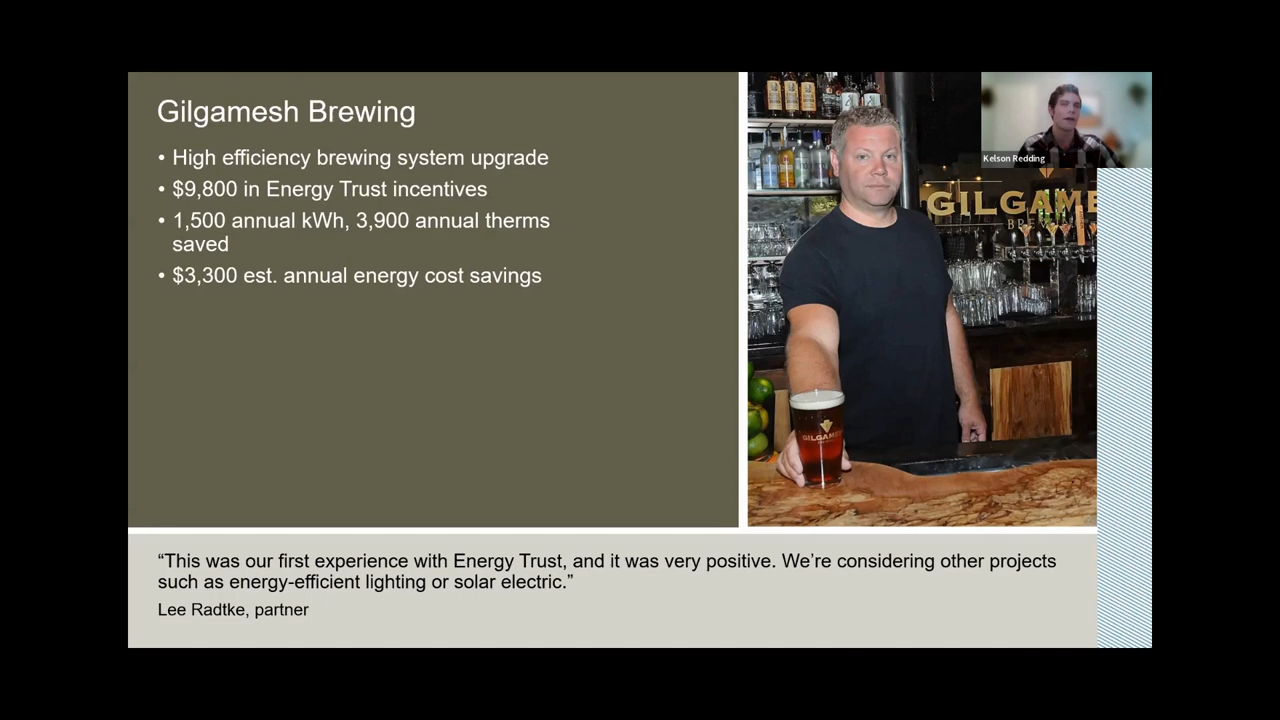 Gilgamesh Brewing
• High efficiency brewing system upgrade
• $9,800 in Energy Trust incentives
• 1,500 annual kWh, 3,900 annual therms
saved
• $3,300 est. annual energy cost savings
Kelson Redding
GILGAME
BREWING
GILGAMESH
“This was our first experience with Energy Trust, and it was very positive. We’re considering other projects
such as energy-efficient lighting or solar electric.”
Lee Radtke, partner